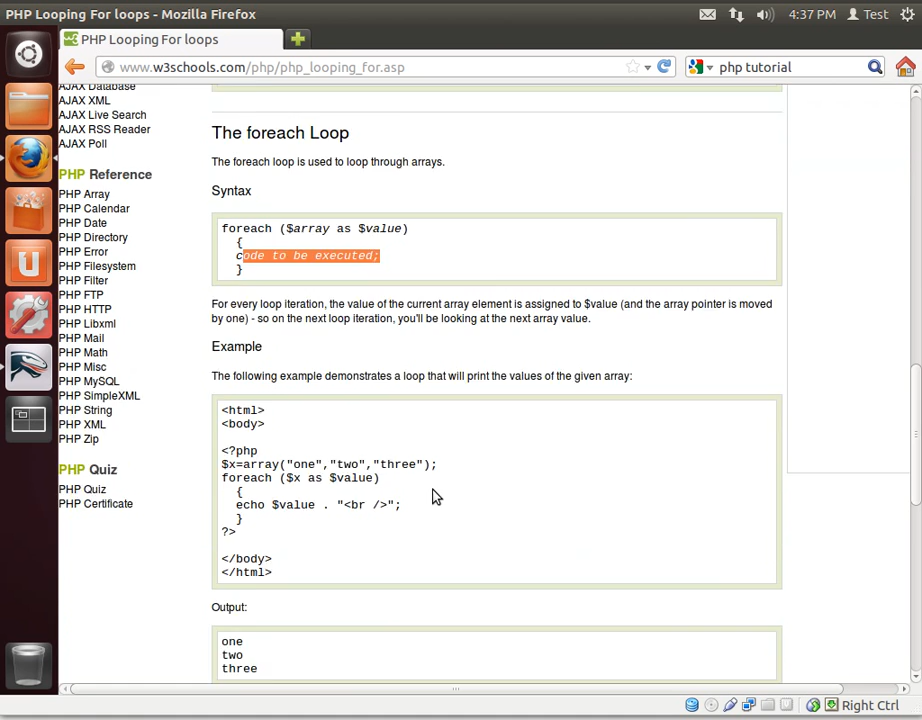 PHP Looping For loops - Mozilla Firefox
4:37 PM Test
PHP Looping For loops
www.w3schools.com/php/php_looping_for.asp
php tutorial
AJAX Database
AJAX XML
AJAX Live Search
AJAX RSS Reader
AJAX Poll
PHP Reference
PHP Array
PHP Calendar
PHP Date
PHP Directory
PHP Error
PHP Filesystem
PHP Filter
PHP FTP
PHP HTTP
PHP Libxml
PHP Mail
PHP Math
PHP Misc
PHP MySQL
PHP SimpleXML
PHP String
PHP XML
PHP Zip
PHP Quiz
PHP Quiz
PHP Certificate
The foreach Loop
The foreach loop is used to loop through arrays.
Syntax
foreach ($array as $value)
{
code to be executed;
}
For every loop iteration, the value of the current array element is assigned to $value (and the array pointer is moved
by one) - so on the next loop iteration, you'll be looking at the next array value.
Example
The following example demonstrates a loop that will print the values of the given array:
<html>
<body>
<?php
$x=array("one","two","three");
foreach ($x as $value)
{
echo $value . "<br />";
}
?>
</body>
</html>
Output:
one
two
three
Right Ctrl